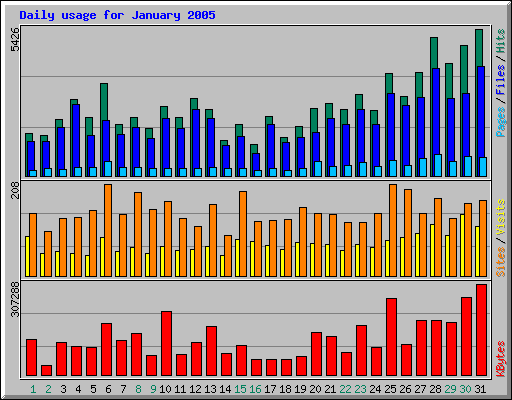 Daily usage for January 2005
5426
Pages / Files / Hits
208
Sites / Visits
307288
KBytes
1 2 3 4 5 6 7 8 9 10 11 12 13 14 15 16 17 18 19 20 21 22 23 24 25 26 27 28 29 30 31